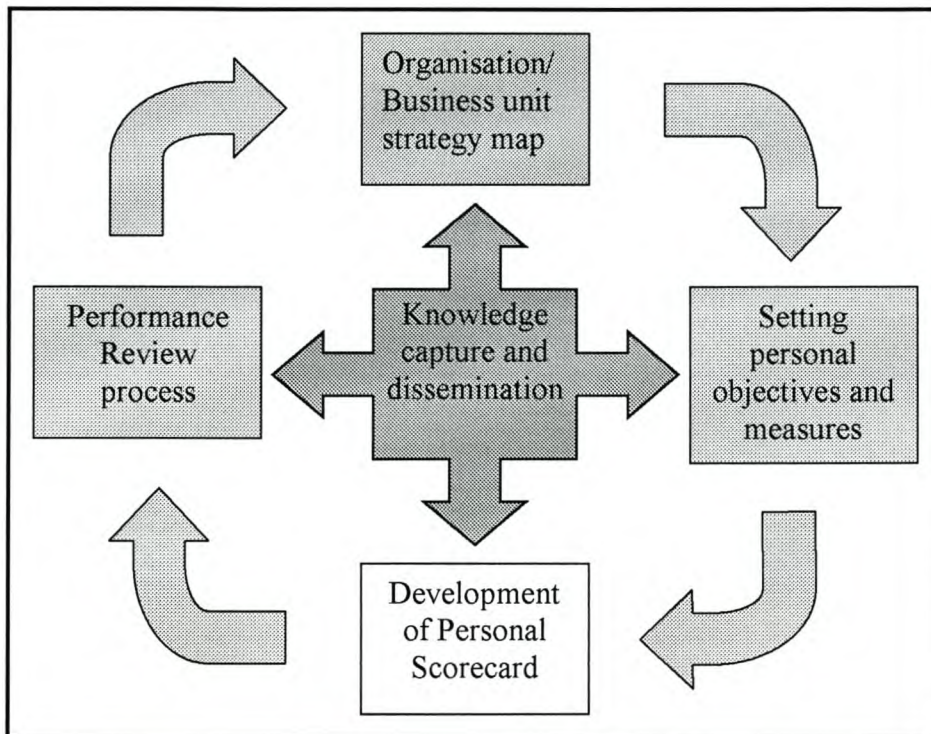 Organisation/
Business unit
strategy map
Performance
Review
process
Knowledge
capture and
dissemination
Setting
personal
objectives and
measures
Development
of Personal
Scorecard